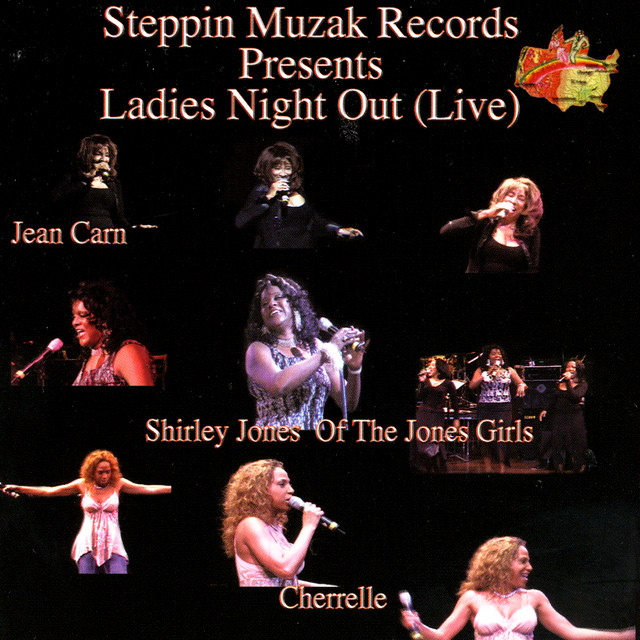 Steppin Muzak Records
Presents
Ladies Night Out (Live)
Jean Carn
Shirley Jones Of The Jones Girls
Cherrelle